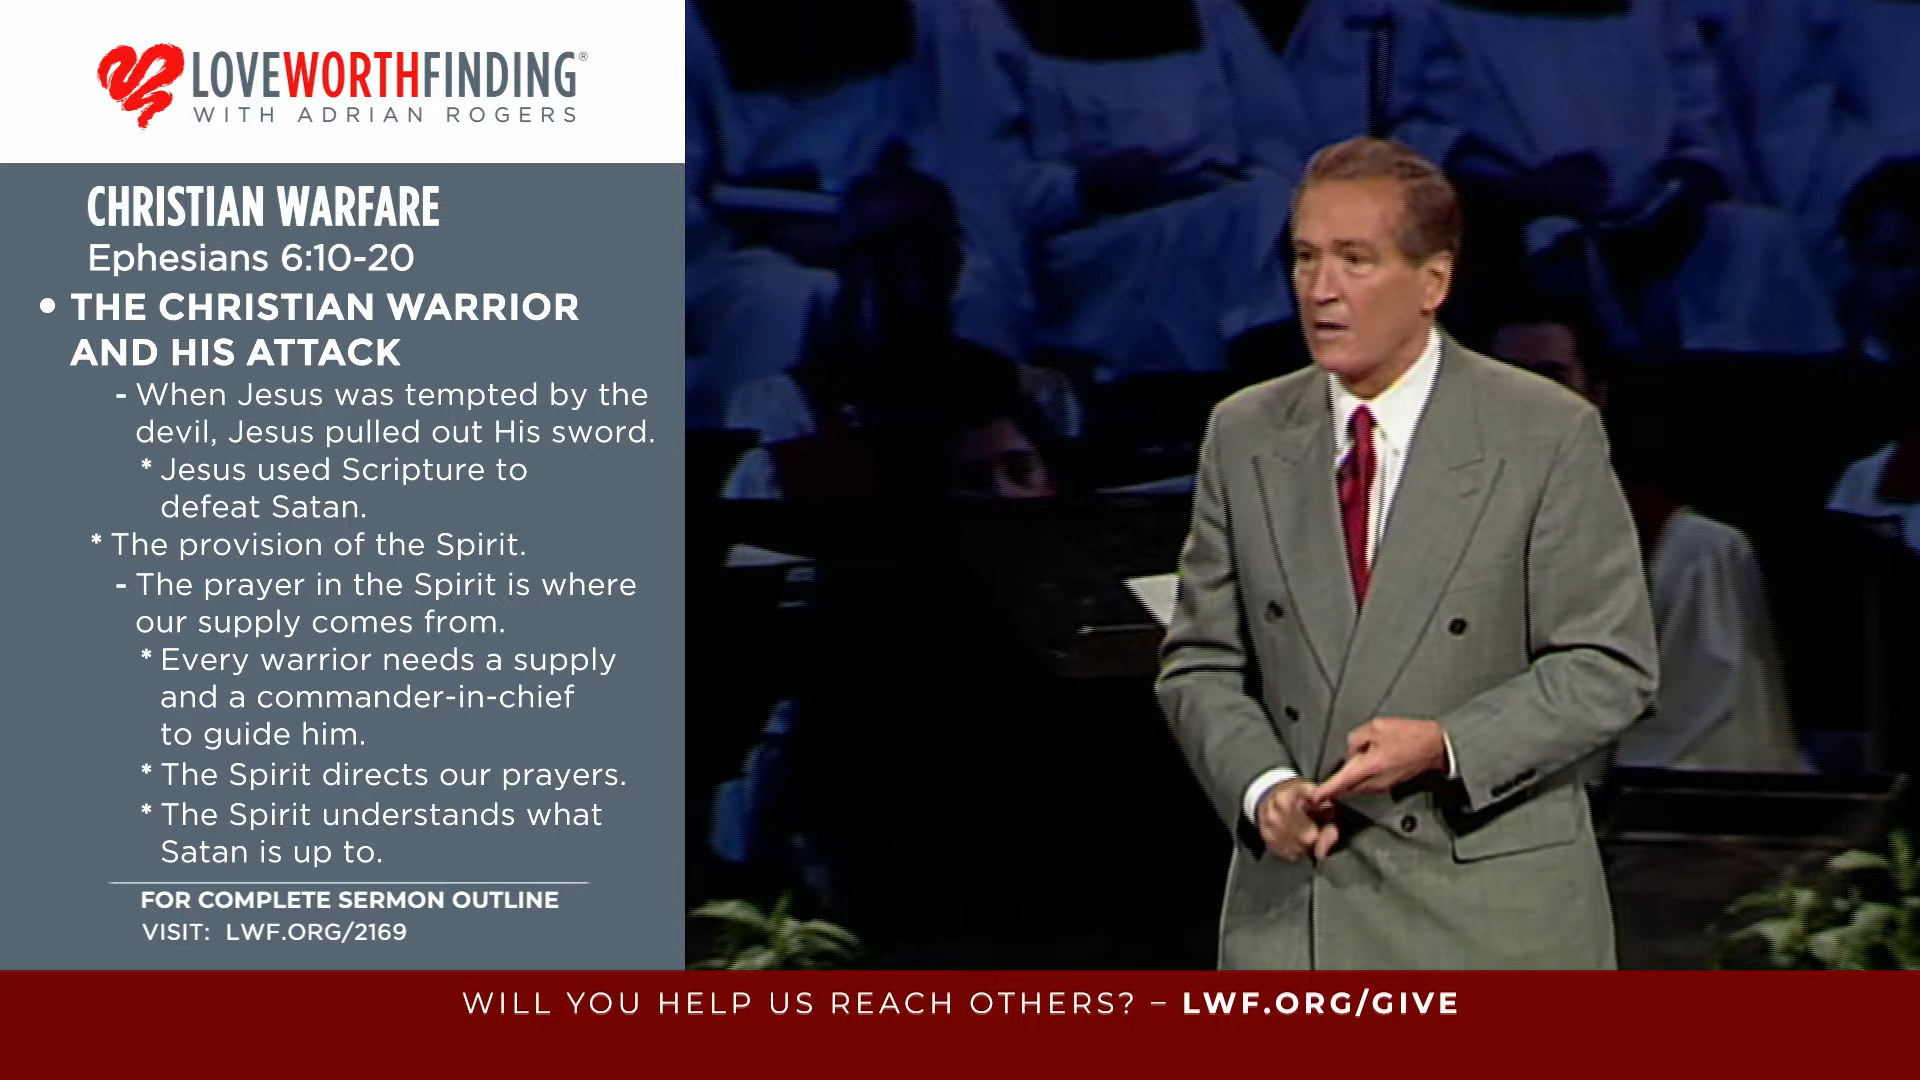 LOVEWORTHFINDING®
WITH ADRIAN ROGERS
CHRISTIAN WARFARE
Ephesians 6:10-20
• THE CHRISTIAN WARRIOR
AND HIS ATTACK
- When Jesus was tempted by the
devil, Jesus pulled out His sword.
* Jesus used Scripture to
defeat Satan.
* The provision of the Spirit.
- The prayer in the Spirit is where
our supply comes from.
* Every warrior needs a supply
and a commander-in-chief
to guide him.
* The Spirit directs our prayers.
* The Spirit understands what
Satan is up to.
FOR COMPLETE SERMON OUTLINE
VISIT: LWF.ORG/2169
WILL YOU HELP US REACH OTHERS? – LWF.ORG/GIVE